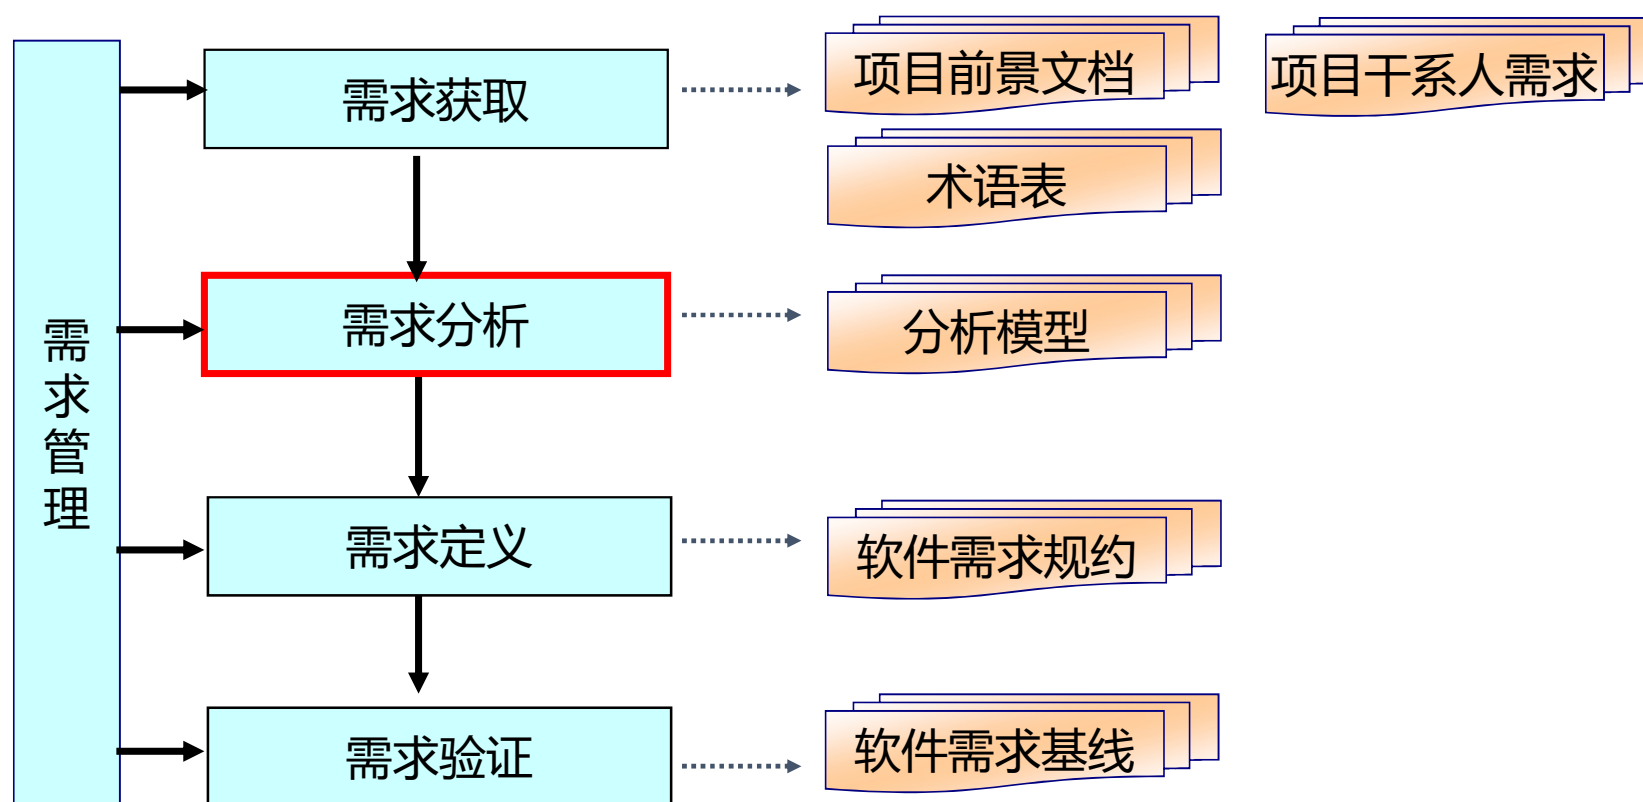 需求管理
需求获取
项目前景文档
项目干系人需求
术语表
需求分析
分析模型
需求定义
软件需求规约
需求验证
软件需求基线